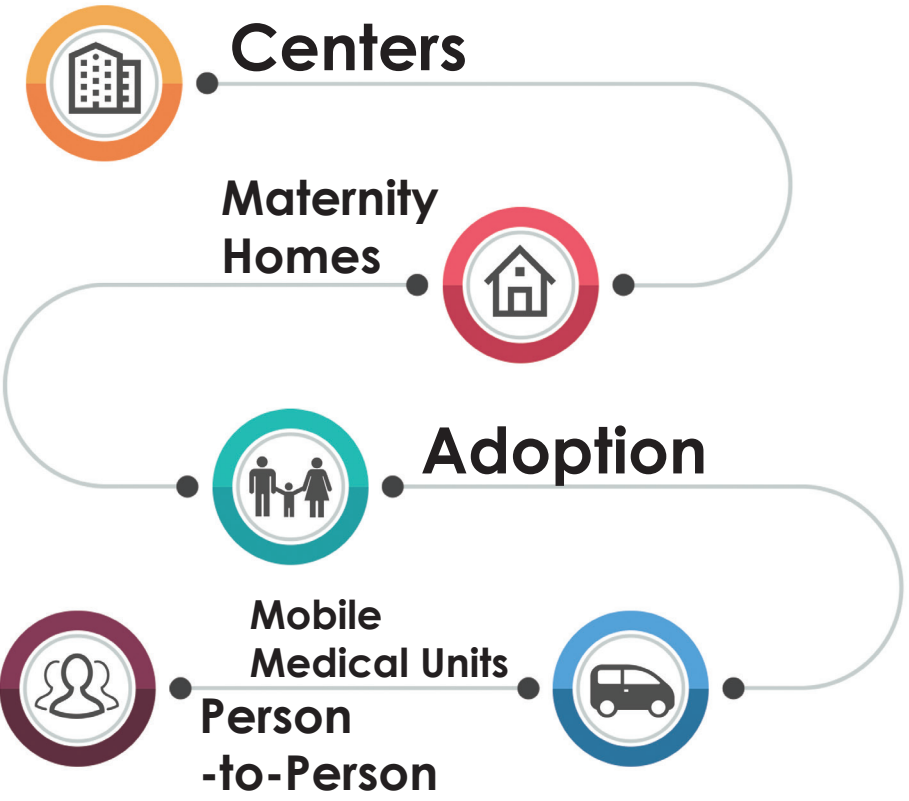 Centers
Maternity
Homes
Adoption
Mobile
Medical Units
Person
-to-Person